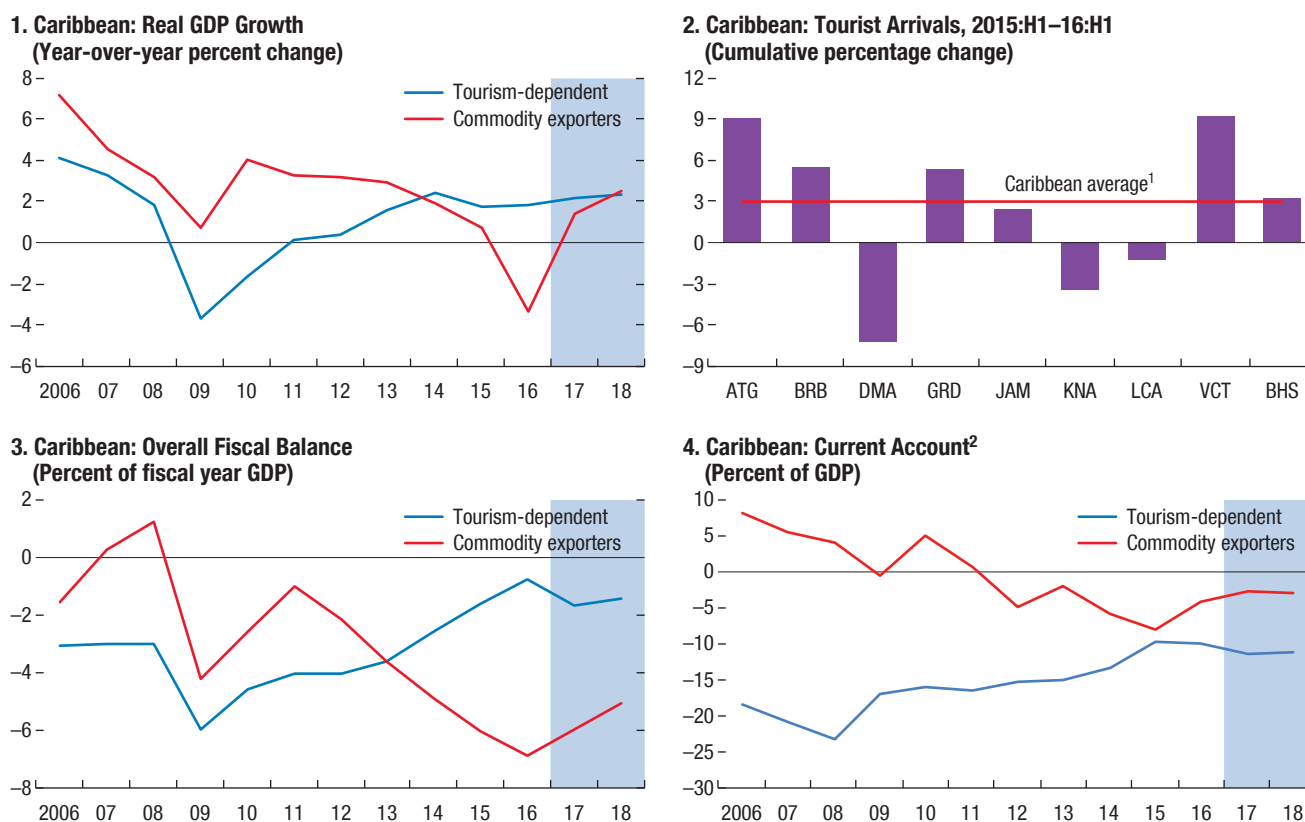 1. Caribbean: Real GDP Growth
(Year-over-year percent change)
8
6
4
2
0
–2
–4
–6
Tourism-dependent
Commodity exporters
2006 07 08 09 10 11 12 13 14 15 16 17 18
2. Caribbean: Tourist Arrivals, 2015:H1–16:H1
(Cumulative percentage change)
12
9
6
3
0
–3
–6
–9
Caribbean average¹
ATG BRB DMA GRD JAM KNA LCA VCT BHS
3. Caribbean: Overall Fiscal Balance
(Percent of fiscal year GDP)
2
0
–2
–4
–6
–8
Tourism-dependent
Commodity exporters
2006 07 08 09 10 11 12 13 14 15 16 17 18
4. Caribbean: Current Account²
(Percent of GDP)
10
5
0
–5
–10
–15
–20
–25
–30
Tourism-dependent
Commodity exporters
2006 07 08 09 10 11 12 13 14 15 16 17 18